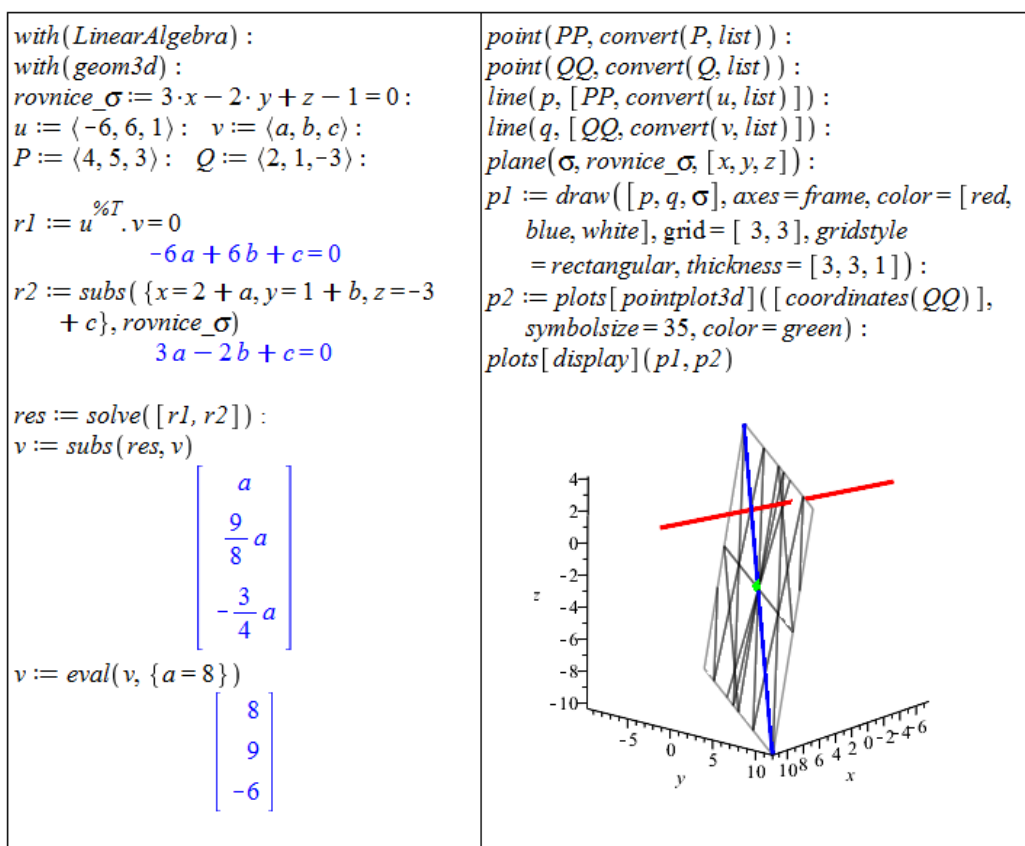 with(LinearAlgebra) :
with(geom3d) :
rovnice_σ := 3·x − 2·y + z − 1 = 0 :
u := ⟨−6, 6, 1⟩ : v := ⟨a, b, c⟩ :
P := ⟨4, 5, 3⟩ : Q := ⟨2, 1, −3⟩ :
r1 := u^%T . v = 0
−6 a + 6 b + c = 0
r2 := subs( {x = 2 + a, y = 1 + b, z = −3
+ c}, rovnice_σ)
3 a − 2 b + c = 0
res := solve([r1, r2]) :
v := subs(res, v)
a
9/8 a
−3/4 a
v := eval(v, {a = 8})
8
9
−6
point(PP, convert(P, list)) :
point(QQ, convert(Q, list)) :
line(p, [PP, convert(u, list)]) :
line(q, [QQ, convert(v, list)]) :
plane(σ, rovnice_σ, [x, y, z]) :
p1 := draw([p, q, σ], axes = frame, color = [red,
blue, white], grid = [3, 3], gridstyle
= rectangular, thickness = [3, 3, 1]) :
p2 := plots[pointplot3d]([coordinates(QQ)],
symbolsize = 35, color = green) :
plots[display](p1, p2)
4
2
0
−2
−4
−6
−8
−10
z
−5 0 5 10
y
10 8 6 4 2 0 −2 −4 −6
x